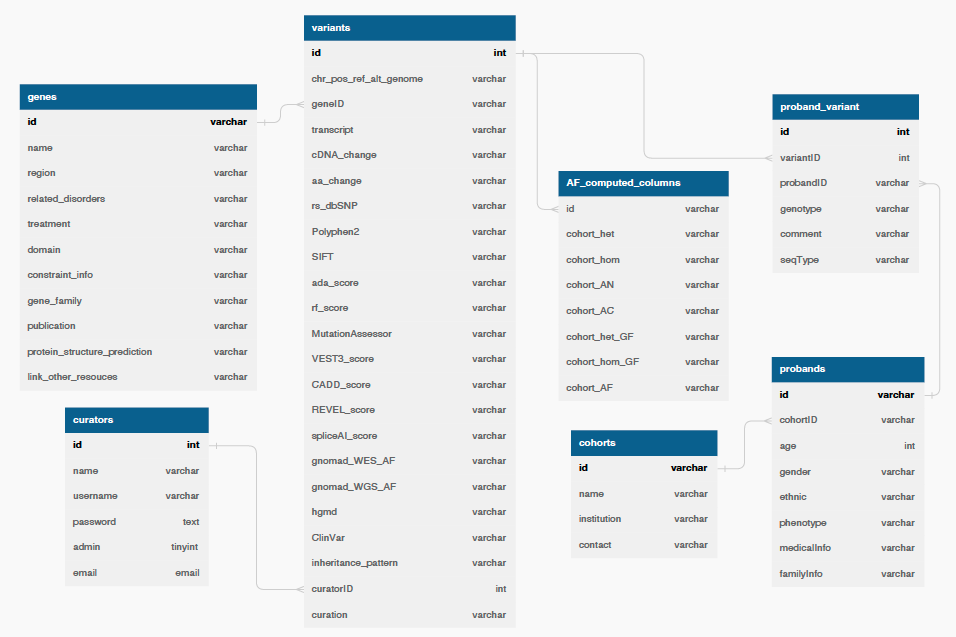 genes
id varchar
name varchar
region varchar
related_disorders varchar
treatment varchar
domain varchar
constraint_info varchar
gene_family varchar
publication varchar
protein_structure_prediction varchar
link_other_resouces varchar
curators
id int
name varchar
username varchar
password text
admin tinyint
email email
variants
id int
chr_pos_ref_alt_genome varchar
geneID varchar
transcript varchar
cDNA_change varchar
aa_change varchar
rs_dbSNP varchar
Polyphen2 varchar
SIFT varchar
ada_score varchar
rf_score varchar
MutationAssessor varchar
VEST3_score varchar
CADD_score varchar
REVEL_score varchar
spliceAI_score varchar
gnomad_WES_AF varchar
gnomad_WGS_AF varchar
hgmd varchar
ClinVar varchar
inheritance_pattern varchar
curatorID int
curation varchar
AF_computed_columns
id varchar
cohort_het varchar
cohort_hom varchar
cohort_AN varchar
cohort_AC varchar
cohort_het_GF varchar
cohort_hom_GF varchar
cohort_AF varchar
cohorts
id varchar
name varchar
institution varchar
contact varchar
proband_variant
id int
variantID int
probandID varchar
genotype varchar
comment varchar
seqType varchar
probands
id varchar
cohortID varchar
age int
gender varchar
ethnic varchar
phenotype varchar
medicalInfo varchar
familyInfo varchar